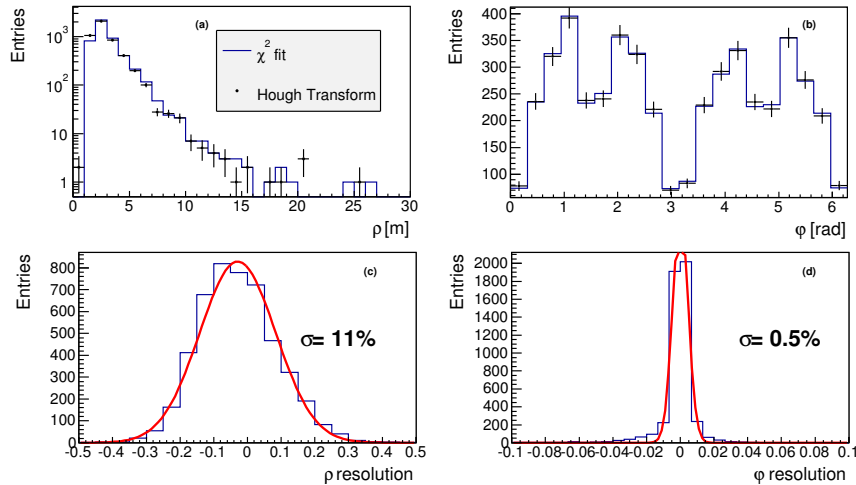 Entries
(a)
χ² fit
Hough Transform
10³
10²
10
1
0 5 10 15 20 25 30
ρ [m]
Entries
(b)
400
350
300
250
200
150
100
0 1 2 3 4 5 6
φ [rad]
Entries
(c)
σ= 11%
800
700
600
500
400
300
200
100
0
-0.5 -0.4 -0.3 -0.2 -0.1 0 0.1 0.2 0.3 0.4 0.5
ρ resolution
Entries
(d)
σ= 0.5%
2000
1800
1600
1400
1200
1000
800
600
400
200
0
-0.1 -0.08 -0.06 -0.04 -0.02 0 0.02 0.04 0.06 0.08 0.1
φ resolution